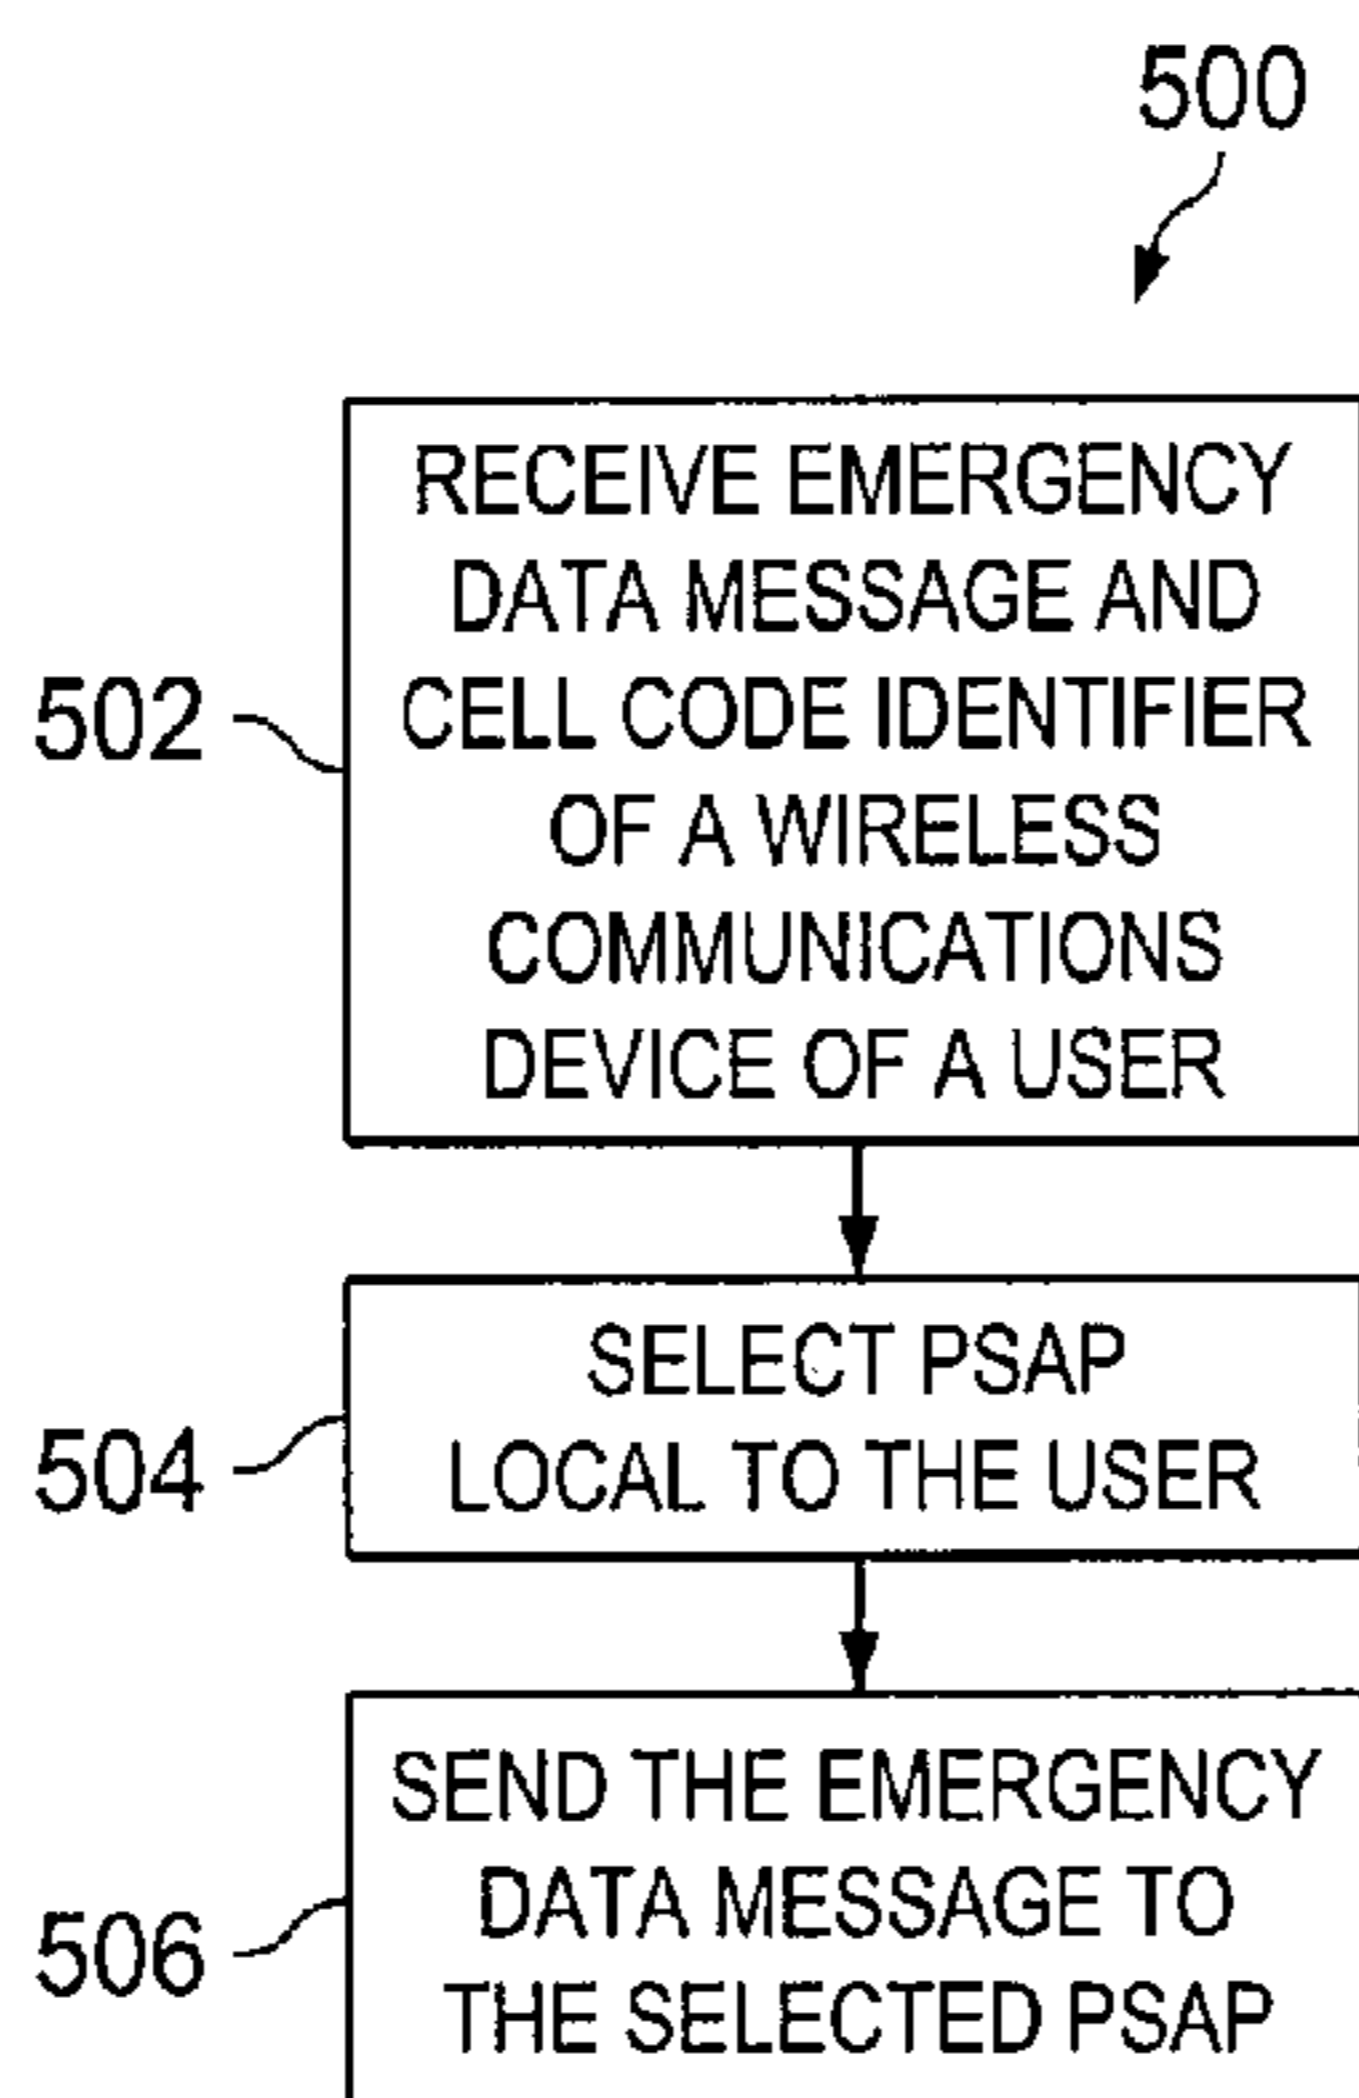 500
RECEIVE EMERGENCY
DATA MESSAGE AND
CELL CODE IDENTIFIER
OF A WIRELESS
COMMUNICATIONS
DEVICE OF A USER
502
SELECT PSAP
LOCAL TO THE USER
504
SEND THE EMERGENCY
DATA MESSAGE TO
THE SELECTED PSAP
506